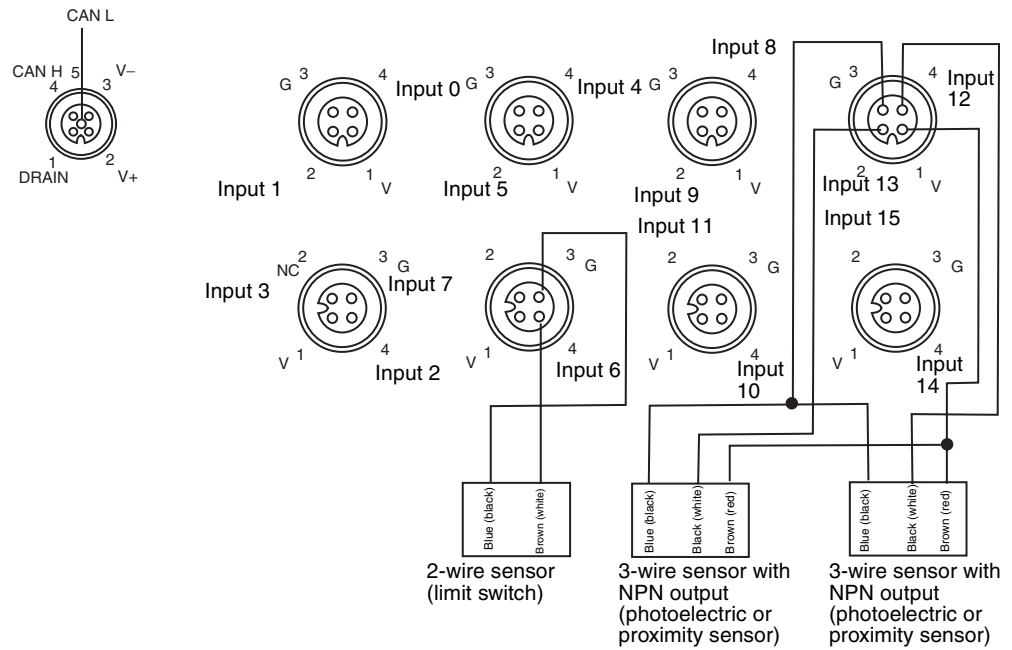 CAN L
CAN H 5 V–
4 3
1 2
DRAIN V+
Input 8
G 3 4 Input 0 G 3 4 Input 4 G 3 4 G 3 4 Input
12
2 1 V 2 1 V 2 1 V 2 1 V
Input 1 Input 5 Input 9 Input 13
Input 11 Input 15
NC 2 3 G 2 3 G 2 3 G 2 3 G
Input 3 Input 7
V 1 4 V 1 4 V 1 4 V 1 4
Input 2 Input 6 Input
10 Input
14
Blue (black)
Brown (white)
Blue (black)
Black (white)
Brown (red)
Blue (black)
Black (white)
Brown (red)
2-wire sensor
(limit switch)
3-wire sensor with
NPN output
(photoelectric or
proximity sensor)
3-wire sensor with
NPN output
(photoelectric or
proximity sensor)